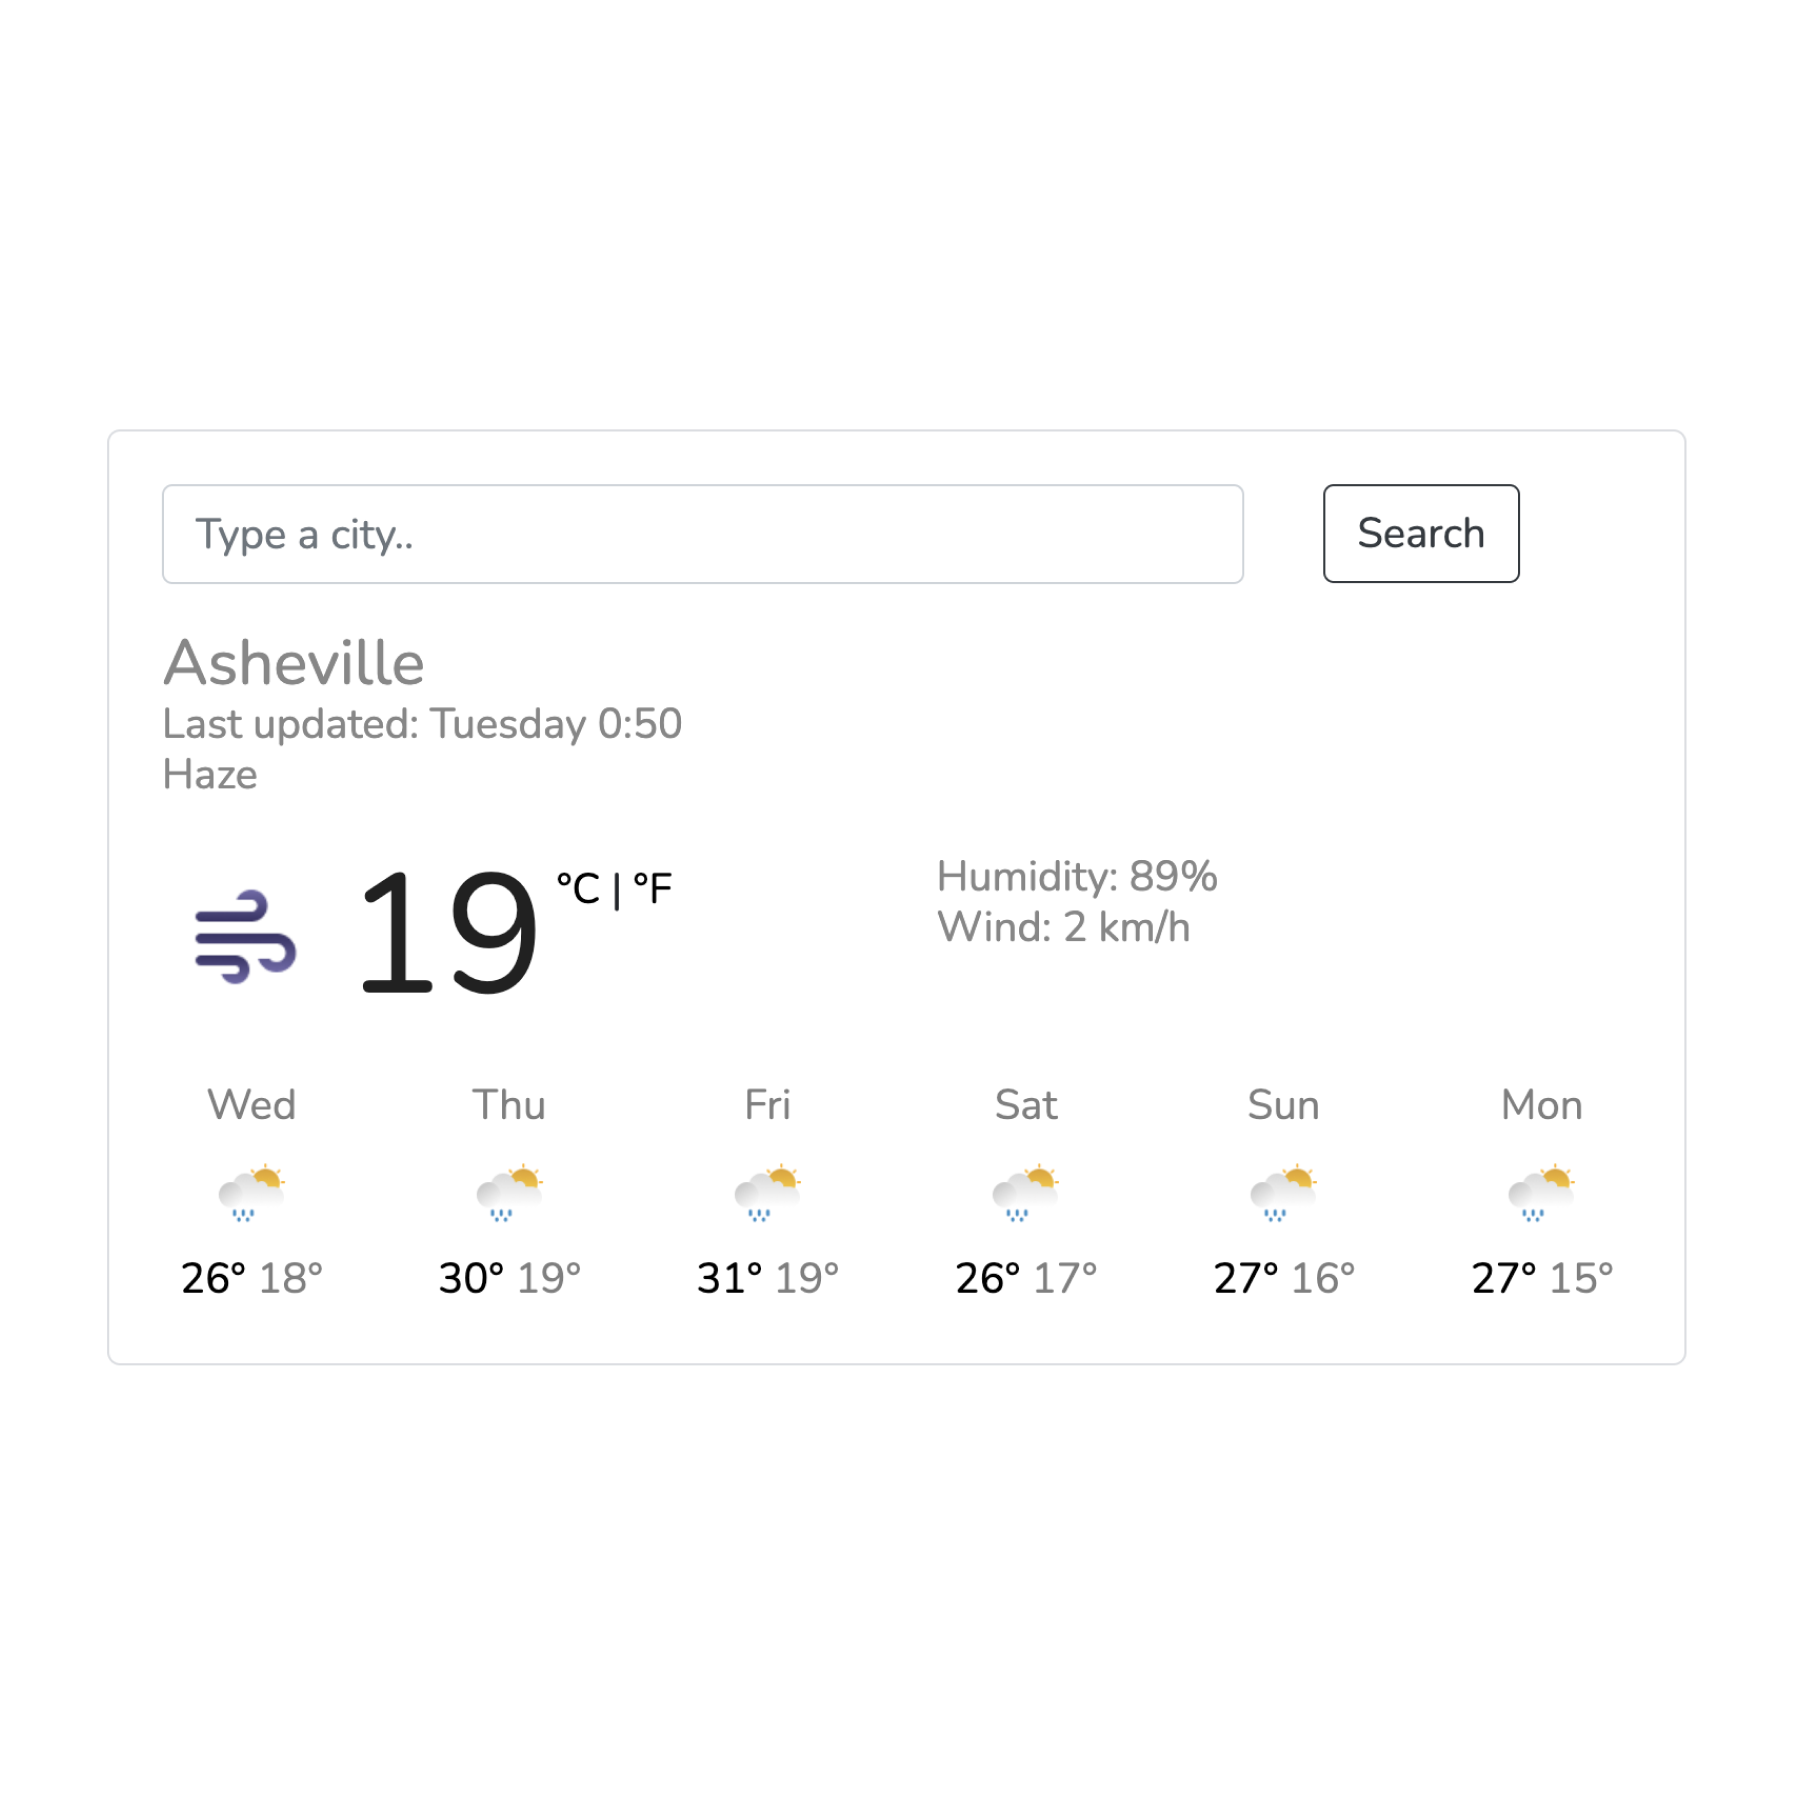 Type a city..
Search
Asheville
Last updated: Tuesday 0:50
Haze
19 °C | °F
Humidity: 89%
Wind: 2 km/h
Wed Thu Fri Sat Sun Mon
26° 18° 30° 19° 31° 19° 26° 17° 27° 16° 27° 15°